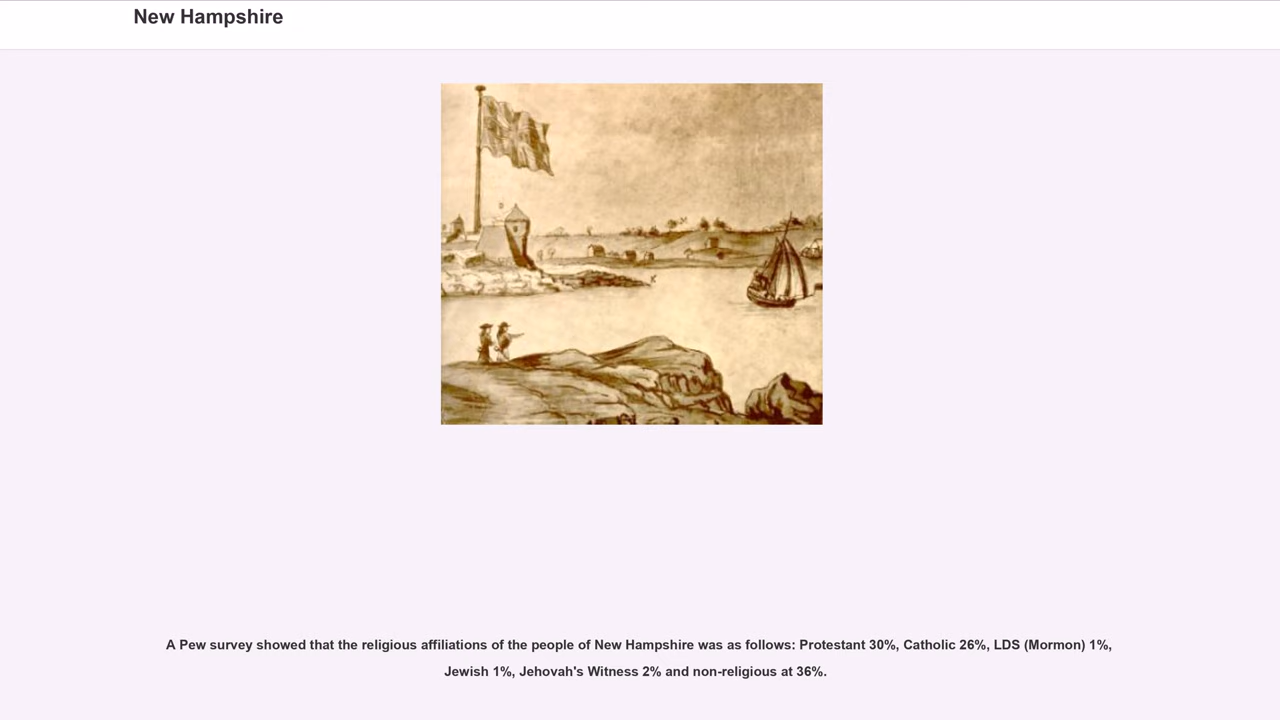 New Hampshire
A Pew survey showed that the religious affiliations of the people of New Hampshire was as follows: Protestant 30%, Catholic 26%, LDS (Mormon) 1%,
Jewish 1%, Jehovah's Witness 2% and non-religious at 36%.